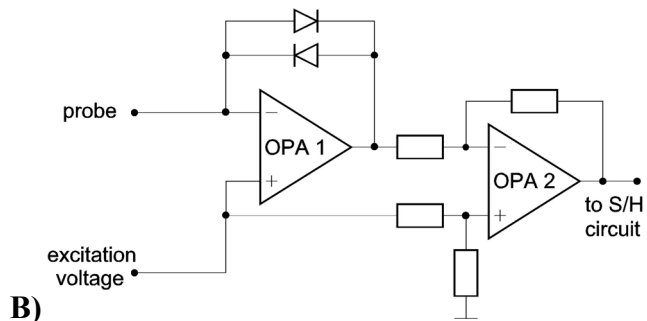 probe
−
OPA 1
+
−
OPA 2
+
to S/H
circuit
excitation
voltage
B)